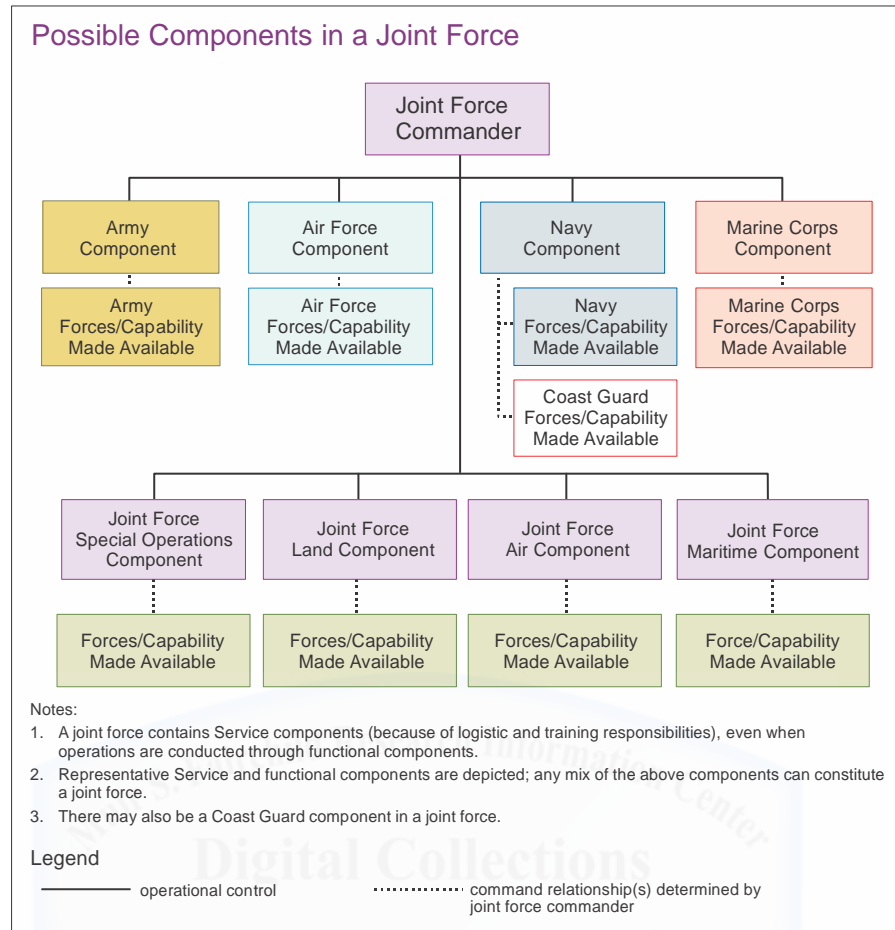 Possible Components in a Joint Force
Joint Force
Commander
Army
Component
Air Force
Component
Navy
Component
Marine Corps
Component
Army
Forces/Capability
Made Available
Air Force
Forces/Capability
Made Available
Navy
Forces/Capability
Made Available
Marine Corps
Forces/Capability
Made Available
Coast Guard
Forces/Capability
Made Available
Joint Force
Special Operations
Component
Joint Force
Land Component
Joint Force
Air Component
Joint Force
Maritime Component
Forces/Capability
Made Available
Forces/Capability
Made Available
Forces/Capability
Made Available
Force/Capability
Made Available
Notes:
1. A joint force contains Service components (because of logistic and training responsibilities), even when
operations are conducted through functional components.
2. Representative Service and functional components are depicted; any mix of the above components can constitute
a joint force.
3. There may also be a Coast Guard component in a joint force.
Legend
operational control
command relationship(s) determined by
joint force commander
Information Center
Digital Collections